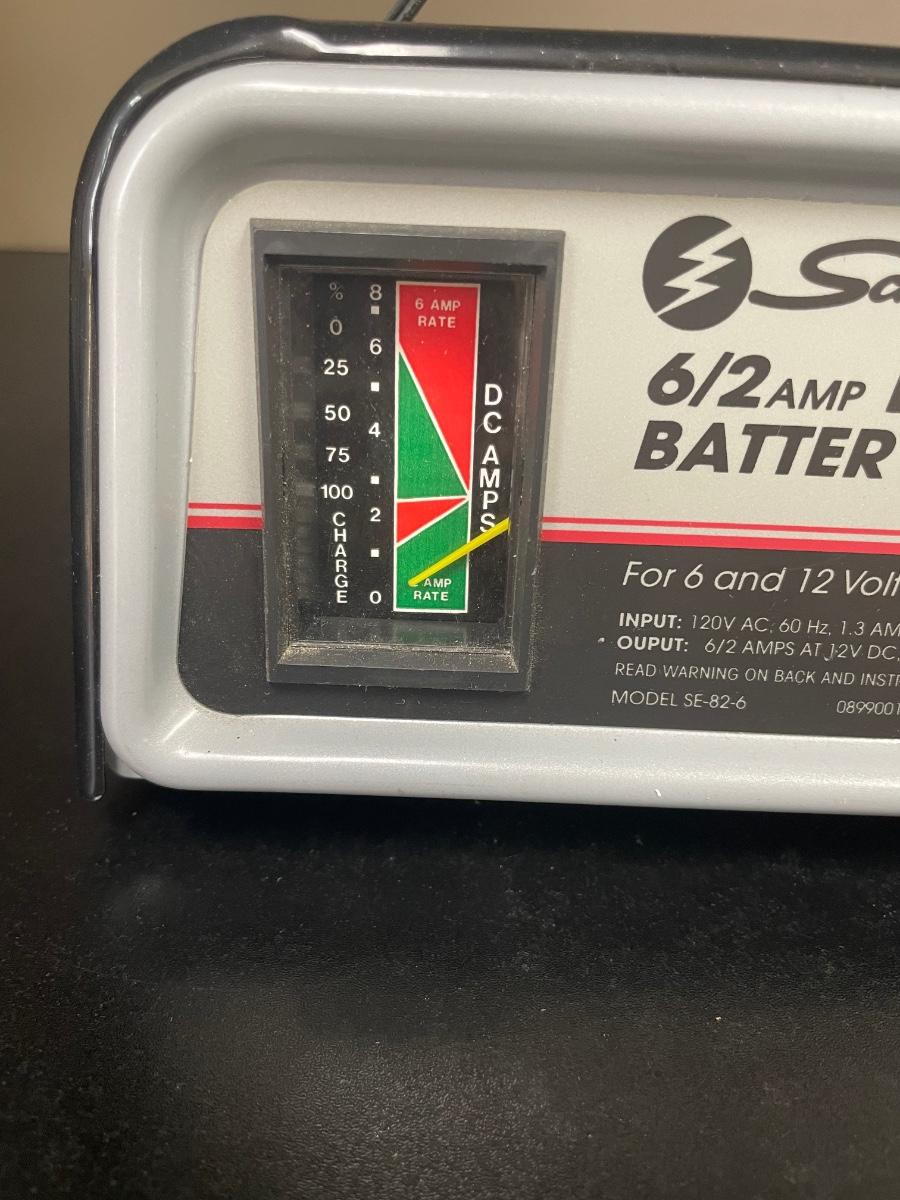 % 8
0
6
25
50
4
75
100
2
CHARGE
0
6 AMP
RATE
DC AMPS
AMP
RATE
6/2 AMP
BATTER
For 6 and 12 Volt
INPUT: 120V AC, 60 Hz, 1.3 AM
OUPUT: 6/2 AMPS AT 12V DC,
READ WARNING ON BACK AND INSTR
MODEL SE-82-6 0899001